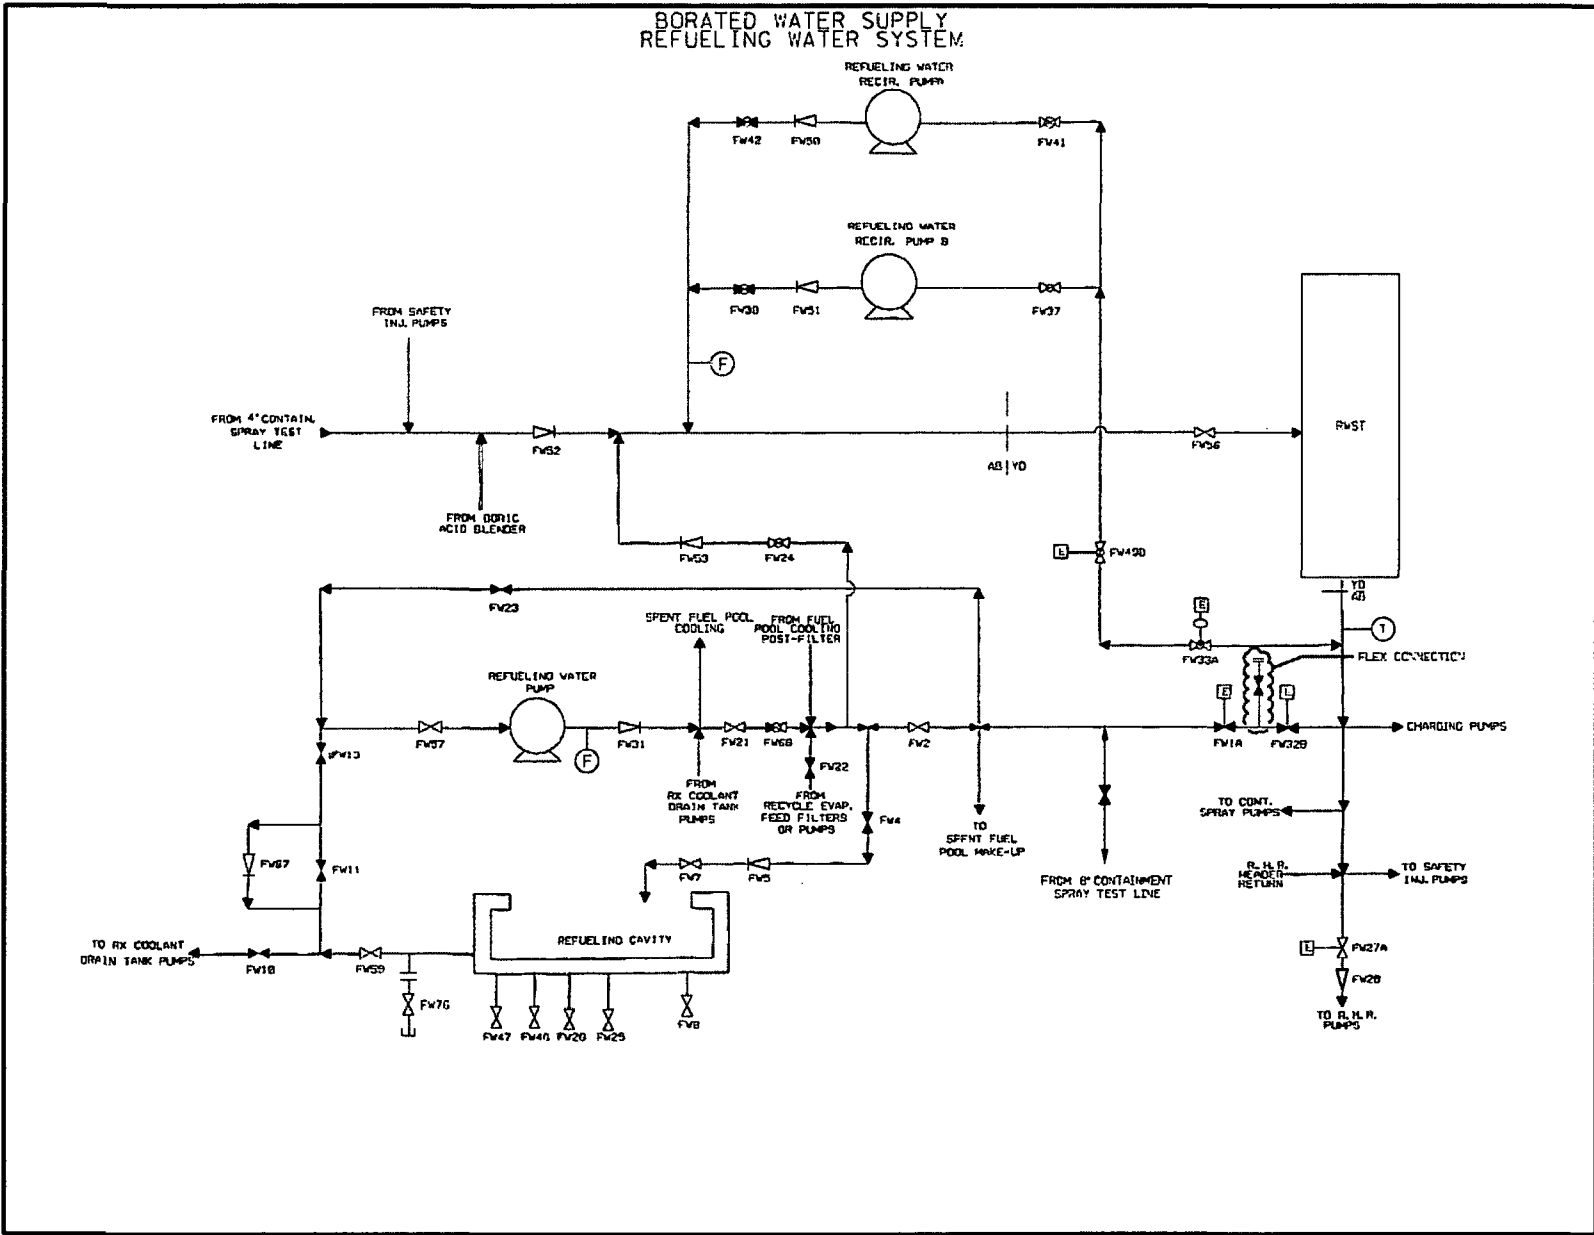 BORATED WATER SUPPLY
REFUELING WATER SYSTEM
REFUELING WATER
RECIR. PUMPA
FW42
FW50
FW41
REFUELING WATER
RECIR. PUMP B
FW51
FW37
FROM SAFETY
INJ. PUMPS
F
FROM 4" CONTAIN.
SPRAY TEST
LINE
FW52
AB | YD
FW56
RWST
FROM BORIC
ACID BLENDER
FW53
FW24
E
YD
AB
FW23
SPENT FUEL POOL
COOLING
FROM FUEL
POOL COOLING
POST-FILTER
E
T
FW33A
FLEX CONNECTION
REFUELING WATER
PUMP
E
FW31
FW21
FW2
FW1A
FW32B
CHARGING PUMPS
FW13
F
FW22
FROM
RX COOLANT
DRAIN TANK
PUMPS
FROM
RECYCLE EVAP.
FEED FILTERS
OR PUMPS
FW4
TO
SPENT FUEL
POOL MAKE-UP
TO CONT.
SPRAY PUMPS
FW11
FW7
FW5
FROM 8" CONTAINMENT
SPRAY TEST LINE
R.H.R.
HEADER
RETURN
TO SAFETY
INJ. PUMPS
TO RX COOLANT
DRAIN TANK PUMPS
FW59
REFUELING CAVITY
E
FW27A
FW47
FW25
TO R.H.R.
PUMPS